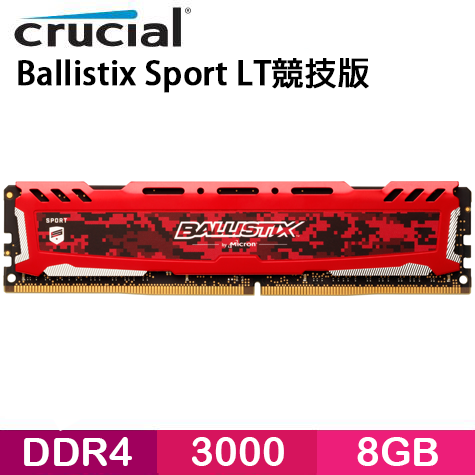 crucial®
Ballistix Sport LT競技版
SPORT
BALLISTIX
by Micron
DDR4 3000 8GB